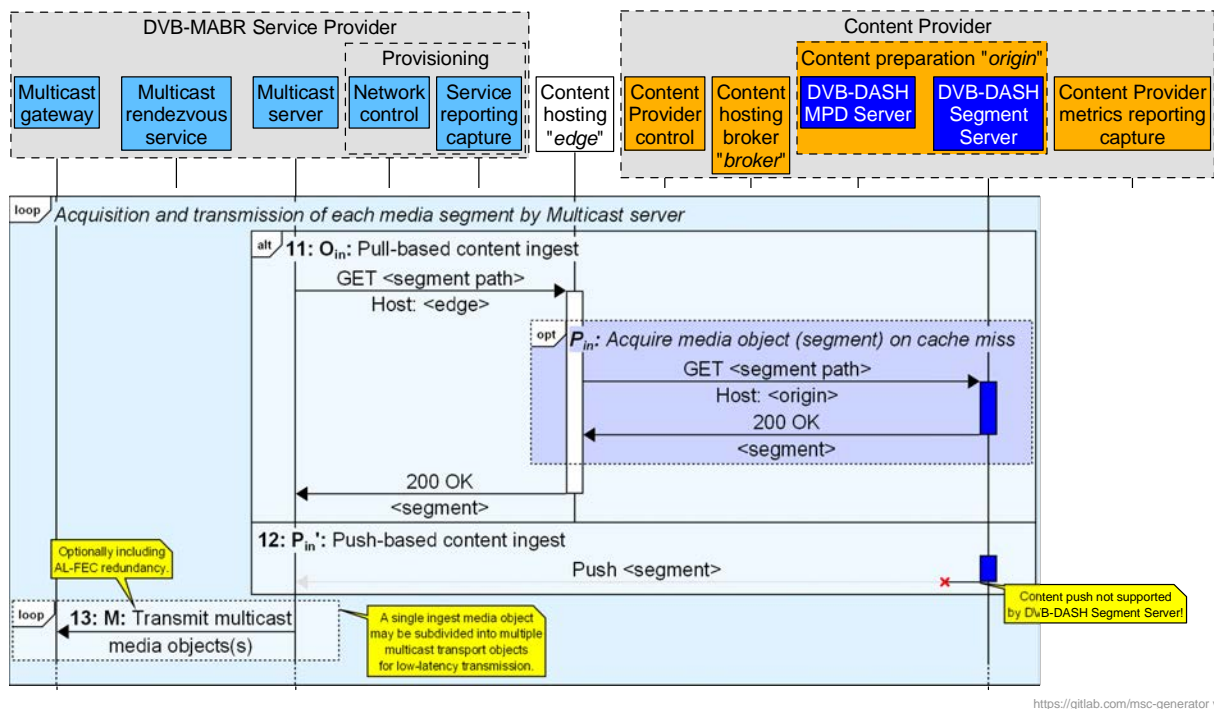 DVB-MABR Service Provider
Content Provider
Provisioning
Content preparation "origin"
Multicast
gateway
Multicast
rendezvous
service
Multicast
server
Network
control
Service
reporting
capture
Content
hosting
"edge"
Content
Provider
control
Content
hosting
broker
"broker"
DVB-DASH
MPD Server
DVB-DASH
Segment
Server
Content Provider
metrics reporting
capture
loop
Acquisition and transmission of each media segment by Multicast server
alt
11: Oin: Pull-based content ingest
GET <segment path>
Host: <edge>
opt
Pin: Acquire media object (segment) on cache miss
GET <segment path>
Host: <origin>
200 OK
<segment>
200 OK
<segment>
12: Pin': Push-based content ingest
Push <segment>
Optionally including
AL-FEC redundancy.
Content push not supported
by DVB-DASH Segment Server!
loop
13: M: Transmit multicast
media objects(s)
A single ingest media object
may be subdivided into multiple
multicast transport objects
for low-latency transmission.
https://gitlab.com/msc-generator